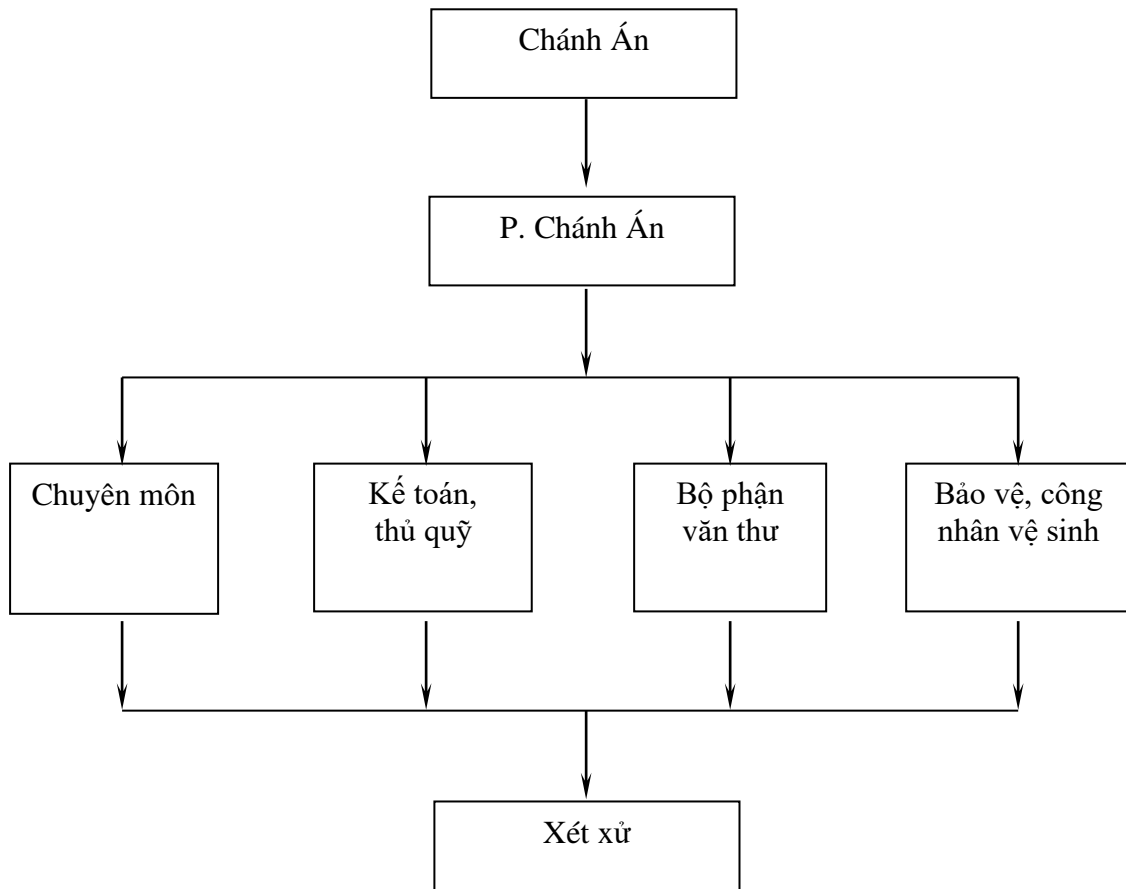 Chánh Án
P. Chánh Án
Chuyên môn
Kế toán,
thủ quỹ
Bộ phận
văn thư
Bảo vệ, công
nhân vệ sinh
Xét xử